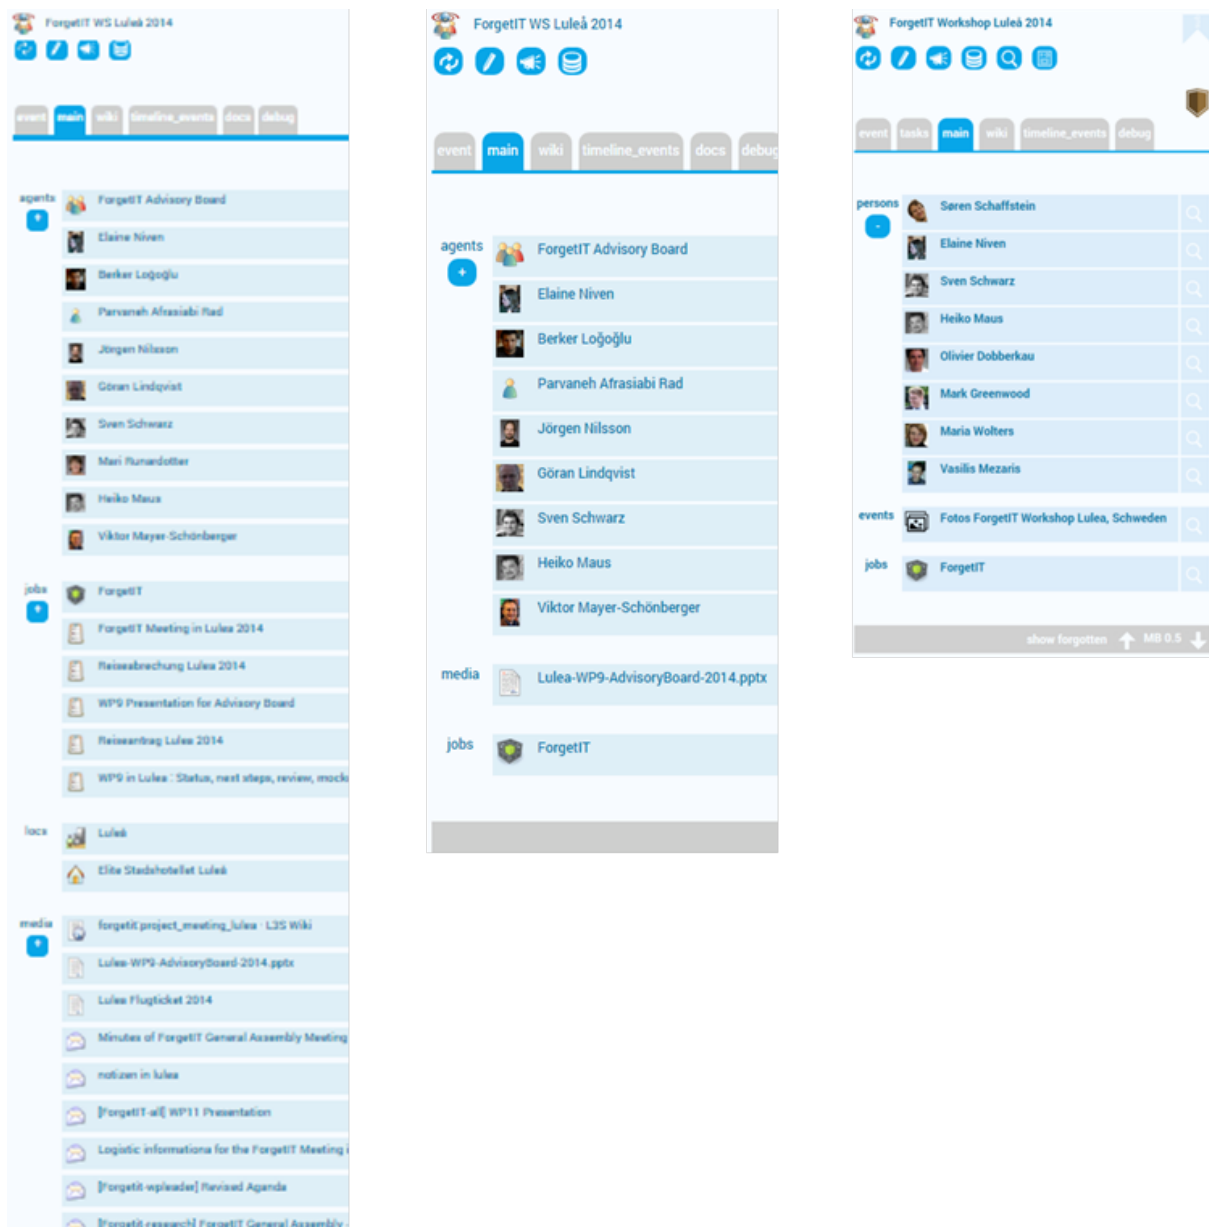 ForgetIT WS Luleå 2014
event main wiki timeline_events docs debug
agents
+
ForgetIT Advisory Board
Elaine Niven
Berker Loğoğlu
Parvaneh Afrasiabi Rad
Jörgen Nilsson
Göran Lindqvist
Sven Schwarz
Mari Runardotter
Heiko Maus
Viktor Mayer-Schönberger
jobs
+
ForgetIT
ForgetIT Meeting in Lulea 2014
Reiseabrechung Lulea 2014
WP9 Presentation for Advisory Board
Reiseantrag Lulea 2014
WP9 in Lulea : Status, next steps, review, mock
locs
Luleå
Elite Stadshotellet Luleå
media
+
forgetit:project_meeting_lulea - L3S Wiki
Lulea-WP9-AdvisoryBoard-2014.pptx
Lulea Flugticket 2014
Minutes of ForgetIT General Assembly Meeting
notizen in lulea
[ForgetIT-all] WP11 Presentation
Logistic informationa for the ForgetIT Meeting i
[Forgetit-wpleader] Revised Agenda
[Forgetit-research] ForgetIT General Assembly -
ForgetIT WS Luleå 2014
event main wiki timeline_events docs debug
agents
+
ForgetIT Advisory Board
Elaine Niven
Berker Loğoğlu
Parvaneh Afrasiabi Rad
Jörgen Nilsson
Göran Lindqvist
Sven Schwarz
Heiko Maus
Viktor Mayer-Schönberger
media
Lulea-WP9-AdvisoryBoard-2014.pptx
jobs
ForgetIT
ForgetIT Workshop Luleå 2014
event tasks main wiki timeline_events debug
persons
-
Søren Schaffstein
Elaine Niven
Sven Schwarz
Heiko Maus
Olivier Dobberkau
Mark Greenwood
Maria Wolters
Vasilis Mezaris
events
Fotos ForgetIT Workshop Lulea, Schweden
jobs
ForgetIT
show forgotten MB 0.5